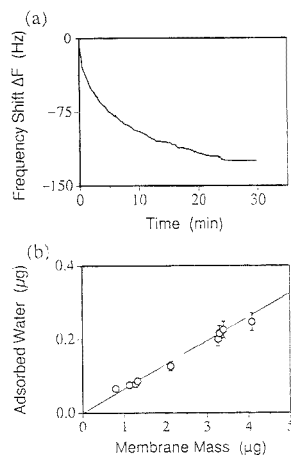 (a)
Frequency Shift ΔF
(Hz)
0
−75
−150
0
10
20
30
Time (min)
(b)
Adsorbed Water (µg)
0.4
0.2
0.0
0
1
2
3
4
5
Membrane Mass (µg)